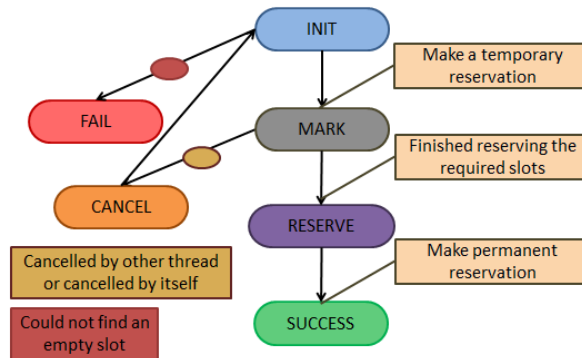 INIT
Make a temporary
reservation
FAIL
MARK
Finished reserving the
required slots
CANCEL
RESERVE
Cancelled by other thread
or cancelled by itself
Make permanent
reservation
Could not find an
empty slot
SUCCESS